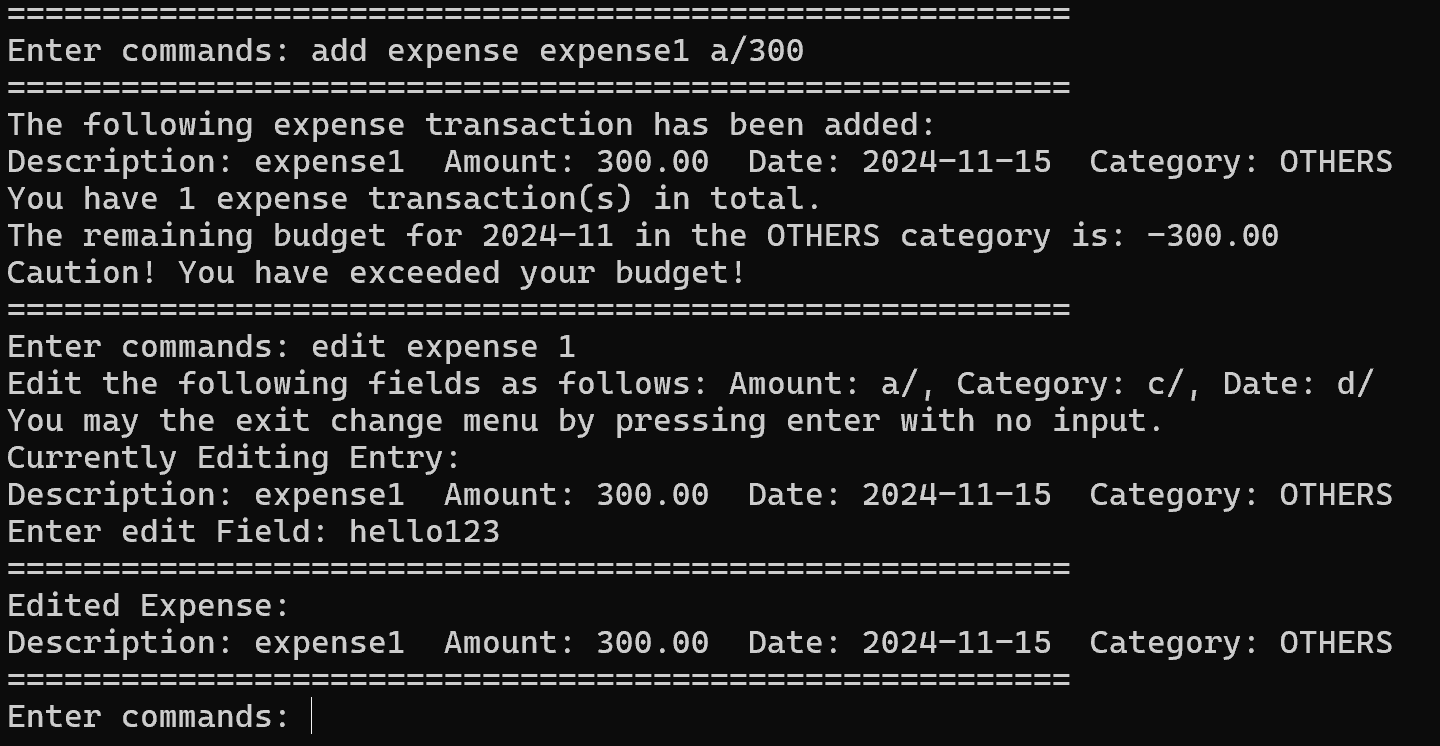 ========================================================
Enter commands: add expense expense1 a/300
========================================================
The following expense transaction has been added:
Description: expense1  Amount: 300.00  Date: 2024-11-15  Category: OTHERS
You have 1 expense transaction(s) in total.
The remaining budget for 2024-11 in the OTHERS category is: -300.00
Caution! You have exceeded your budget!
========================================================
Enter commands: edit expense 1
Edit the following fields as follows: Amount: a/, Category: c/, Date: d/
You may the exit change menu by pressing enter with no input.
Currently Editing Entry:
Description: expense1  Amount: 300.00  Date: 2024-11-15  Category: OTHERS
Enter edit Field: hello123
========================================================
Edited Expense:
Description: expense1  Amount: 300.00  Date: 2024-11-15  Category: OTHERS
========================================================
Enter commands: